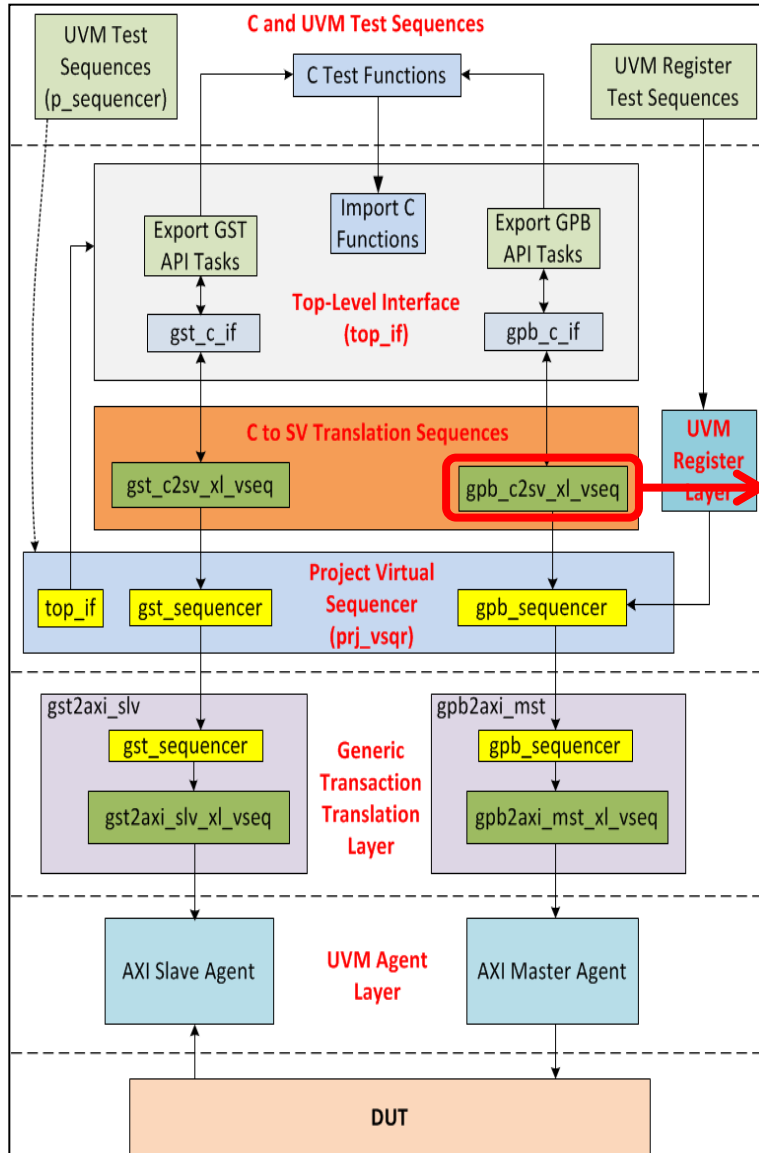 C and UVM Test Sequences
UVM Test
Sequences
(p_sequencer)
C Test Functions
UVM Register
Test Sequences
Export GST
API Tasks
Import C
Functions
Export GPB
API Tasks
Top-Level Interface
(top_if)
gst_c_if
gpb_c_if
C to SV Translation Sequences
gst_c2sv_xl_vseq
gpb_c2sv_xl_vseq
UVM
Register
Layer
Project Virtual
Sequencer
(prj_vsqr)
top_if
gst_sequencer
gpb_sequencer
gst2axi_slv
gst_sequencer
gst2axi_slv_xl_vseq
Generic
Transaction
Translation
Layer
gpb2axi_mst
gpb_sequencer
gpb2axi_mst_xl_vseq
AXI Slave Agent
UVM Agent
Layer
AXI Master Agent
DUT